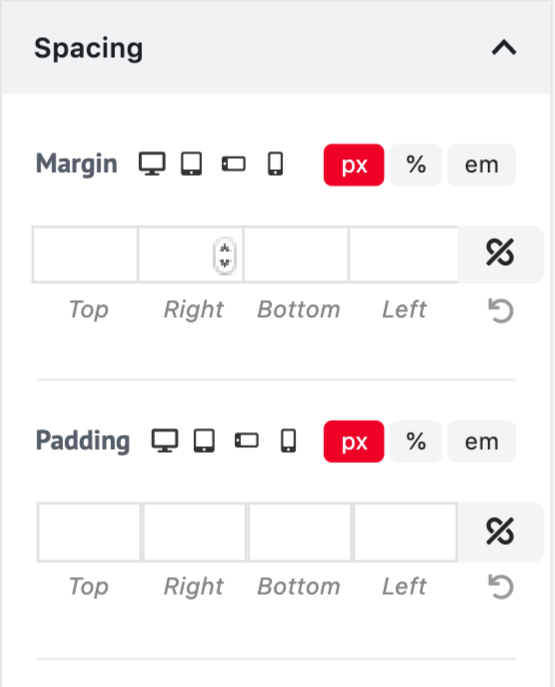 Spacing
Margin px % em
Top Right Bottom Left
Padding px % em
Top Right Bottom Left